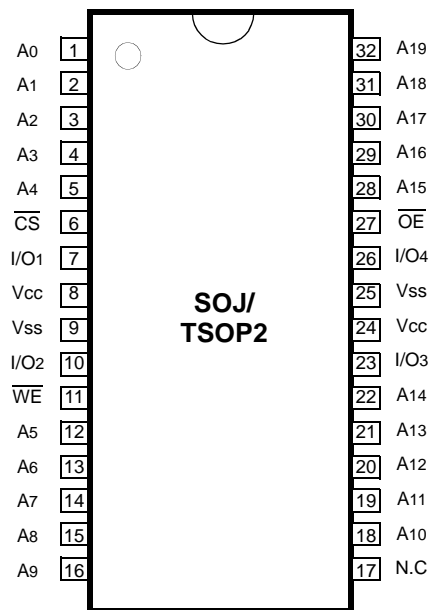 A0 1 32 A19
A1 2 31 A18
A2 3 30 A17
A3 4 29 A16
A4 5 28 A15
C̅S̅ 6 27 O̅E̅
I/O1 7 26 I/O4
Vcc 8 25 Vss
SOJ/
Vss 9 24 Vcc
TSOP2
I/O2 10 23 I/O3
W̅E̅ 11 22 A14
A5 12 21 A13
A6 13 20 A12
A7 14 19 A11
A8 15 18 A10
A9 16 17 N.C